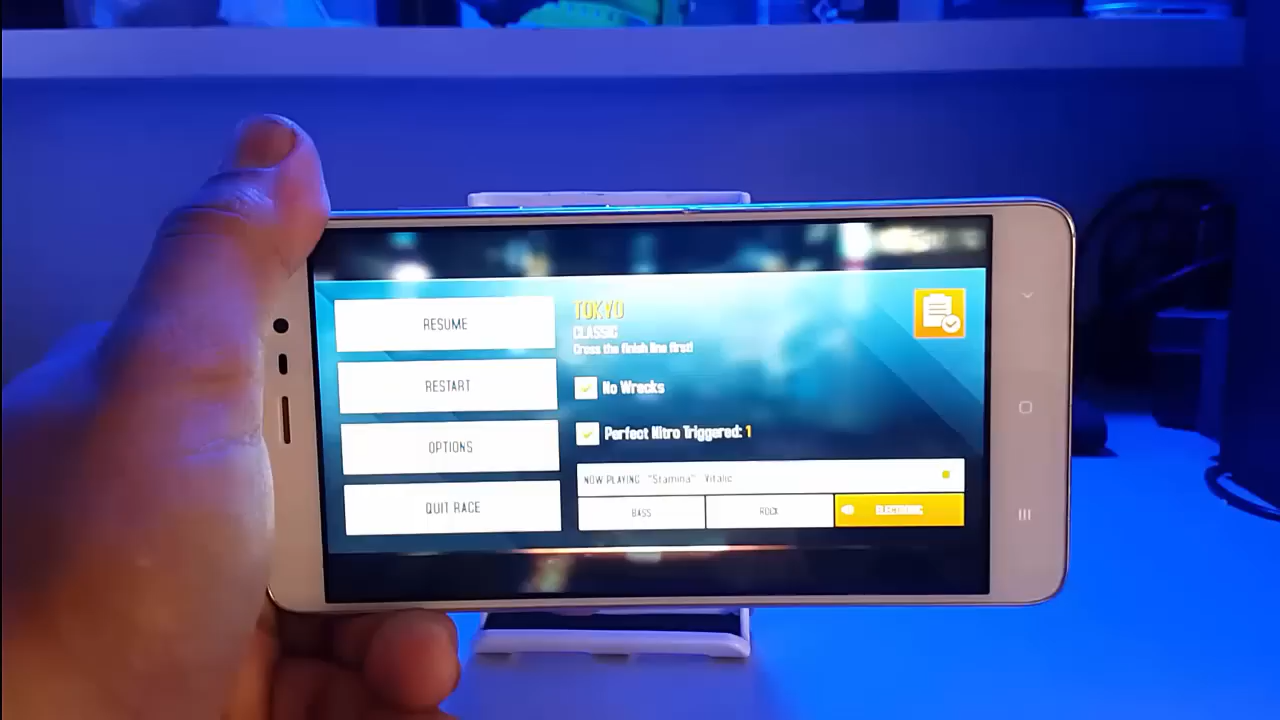 RESUME
RESTART
OPTIONS
QUIT RACE
TOKYO
CLASSIC
Cross the finish line first!
No Wrecks
Perfect Nitro Triggered: 1
NOW PLAYING "Stamina" Vitalic
BASS
ROCK
ELECTRONIC